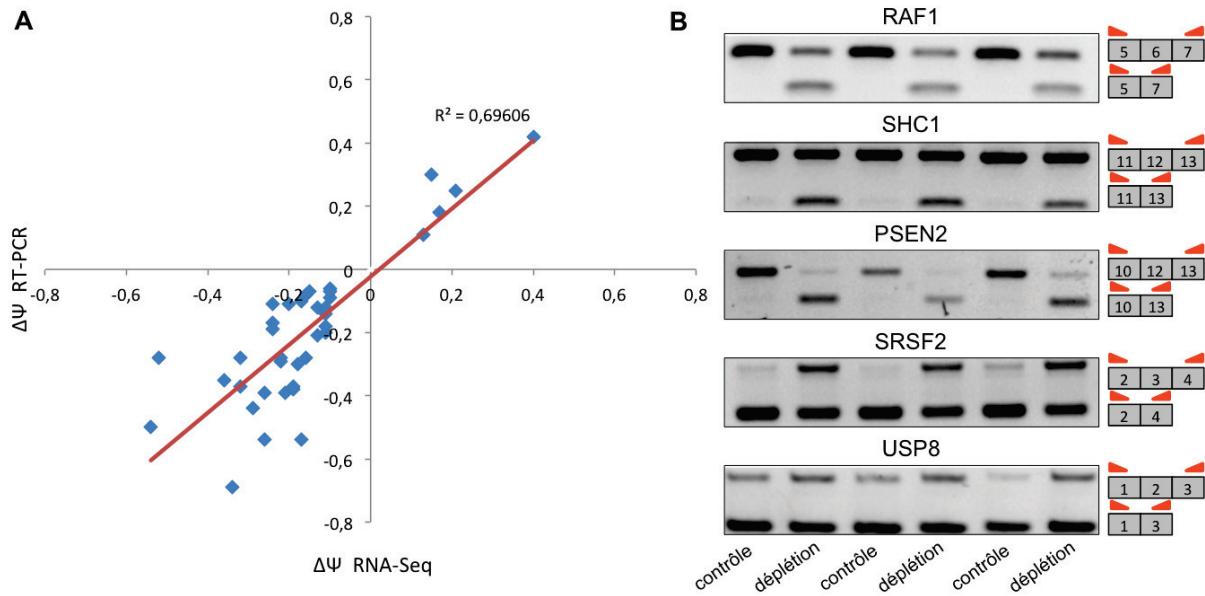 A
0,8
0,6
R² = 0,69606
0,4
0,2
0
-0,8 -0,6 -0,4 -0,2 0 0,2 0,4 0,6 0,8
-0,2
-0,4
-0,6
-0,8
ΔΨ RT-PCR
ΔΨ RNA-Seq
B
RAF1
5 6 7
5 7
SHC1
11 12 13
11 13
PSEN2
10 12 13
10 13
SRSF2
2 3 4
2 4
USP8
1 2 3
1 3
contrôle déplétion contrôle déplétion contrôle déplétion